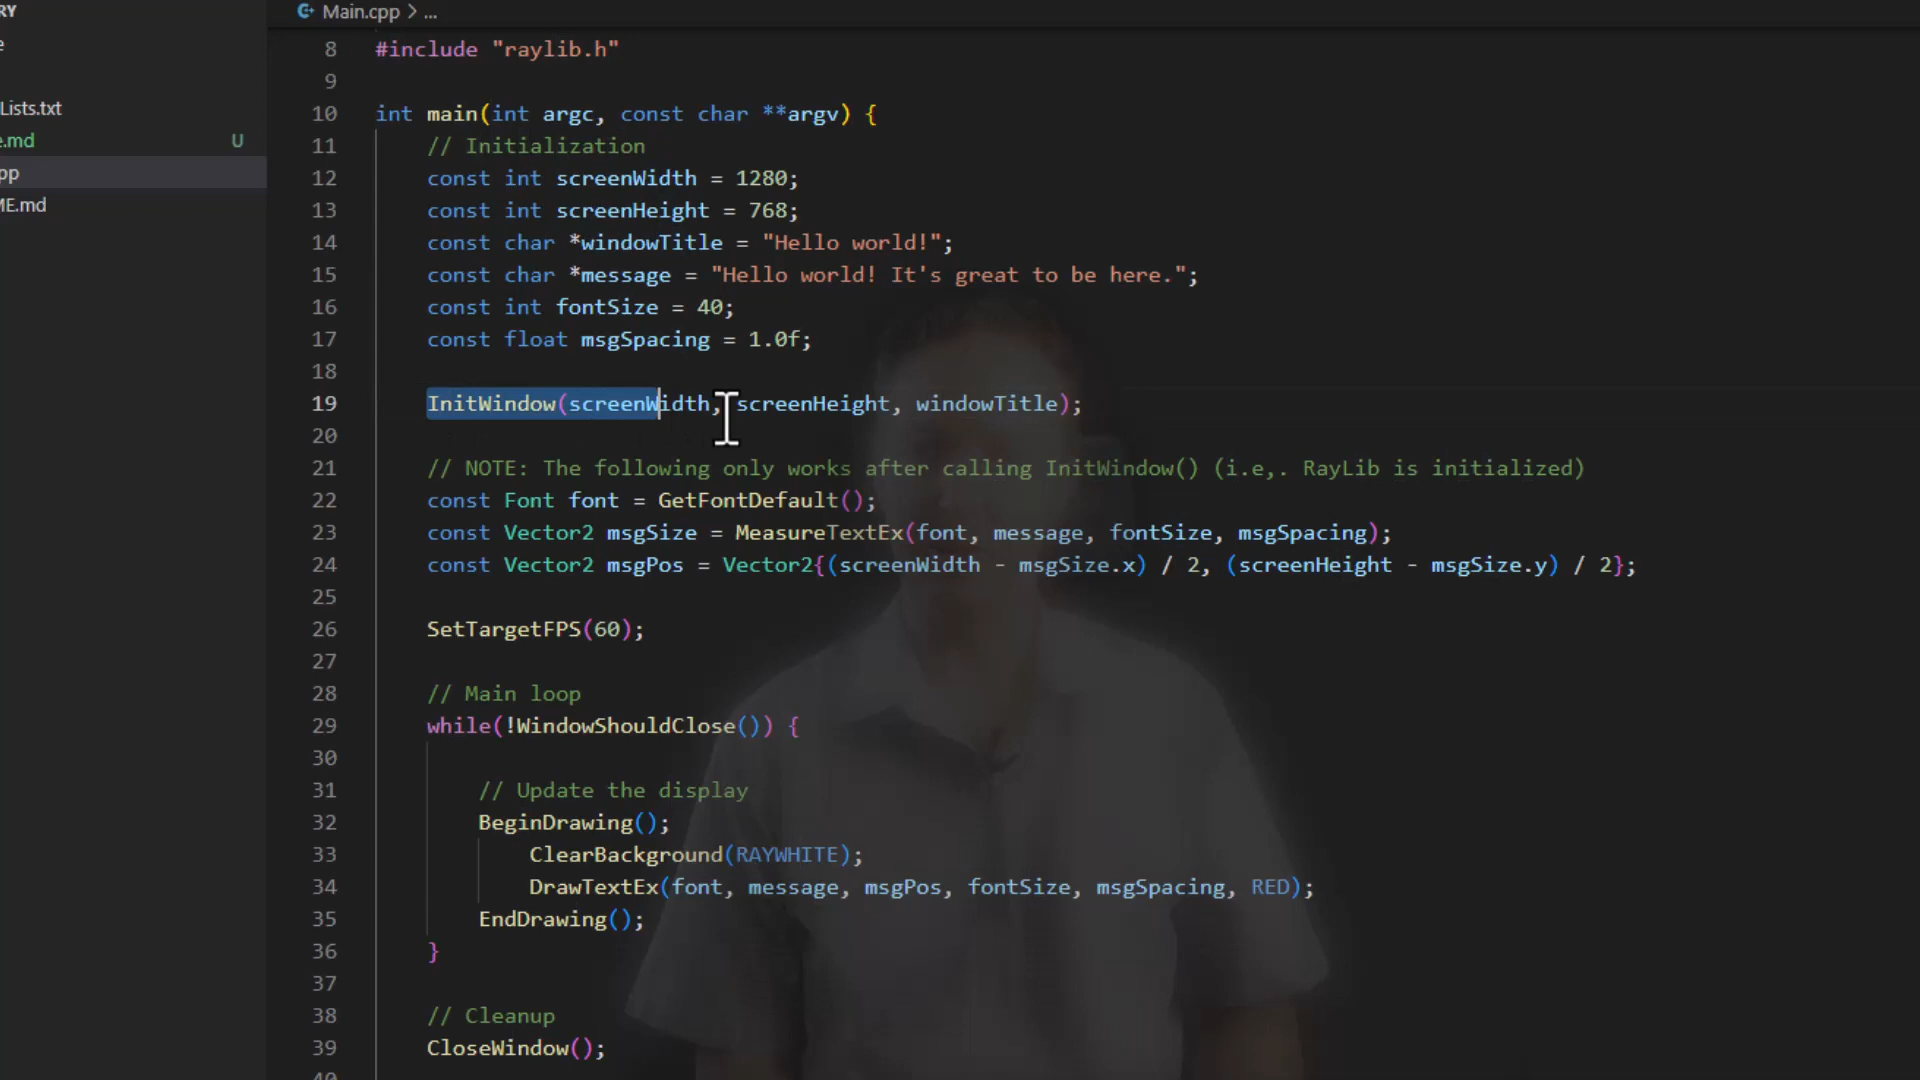 RY
Main.cpp > ...
e
8 #include "raylib.h"
9
Lists.txt
10 int main(int argc, const char **argv) {
e.md U
11 // Initialization
pp
12 const int screenWidth = 1280;
ME.md
13 const int screenHeight = 768;
14 const char *windowTitle = "Hello world!";
15 const char *message = "Hello world! It's great to be here.";
16 const int fontSize = 40;
17 const float msgSpacing = 1.0f;
18
19 InitWindow(screenWidth, screenHeight, windowTitle);
20
21 // NOTE: The following only works after calling InitWindow() (i.e,. RayLib is initialized)
22 const Font font = GetFontDefault();
23 const Vector2 msgSize = MeasureTextEx(font, message, fontSize, msgSpacing);
24 const Vector2 msgPos = Vector2{(screenWidth - msgSize.x) / 2, (screenHeight - msgSize.y) / 2};
25
26 SetTargetFPS(60);
27
28 // Main loop
29 while(!WindowShouldClose()) {
30
31 // Update the display
32 BeginDrawing();
33 ClearBackground(RAYWHITE);
34 DrawTextEx(font, message, msgPos, fontSize, msgSpacing, RED);
35 EndDrawing();
36 }
37
38 // Cleanup
39 CloseWindow();
40